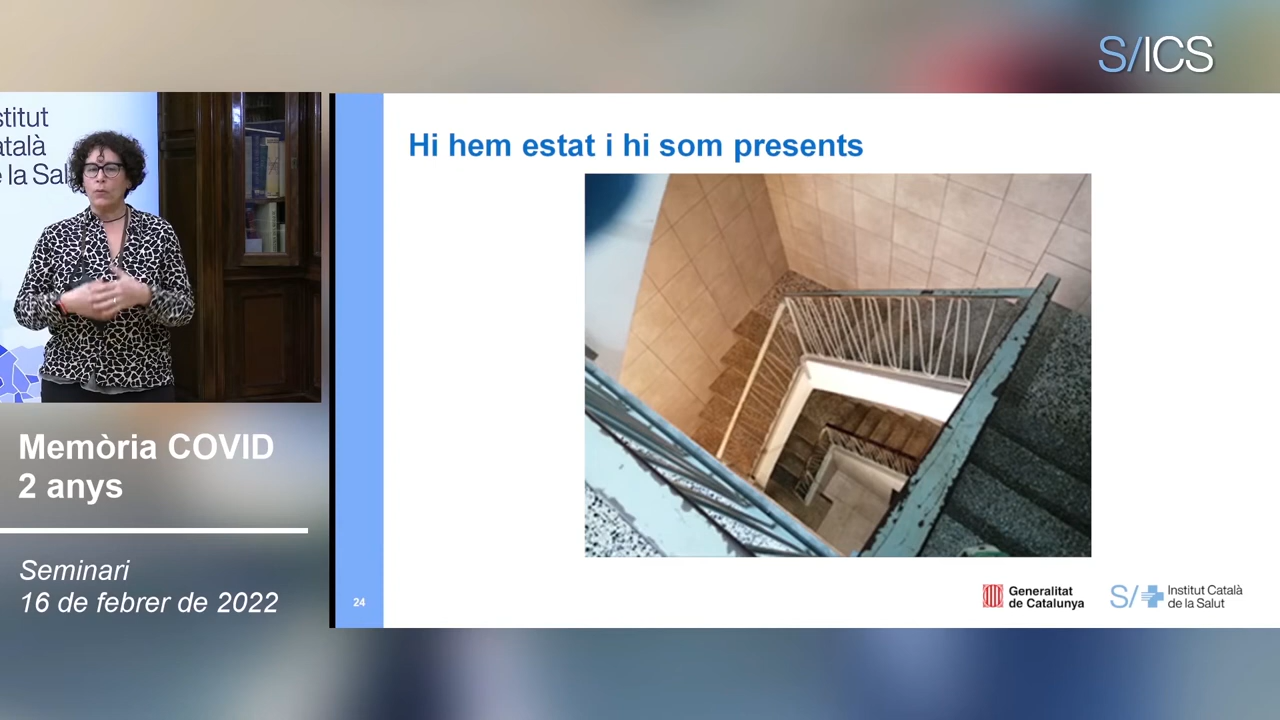 S/ICS
stitut
atalà
e la Sal
Hi hem estat i hi som presents
Memòria COVID
2 anys
Seminari
16 de febrer de 2022
24
Generalitat
de Catalunya
S/
Institut Català
de la Salut